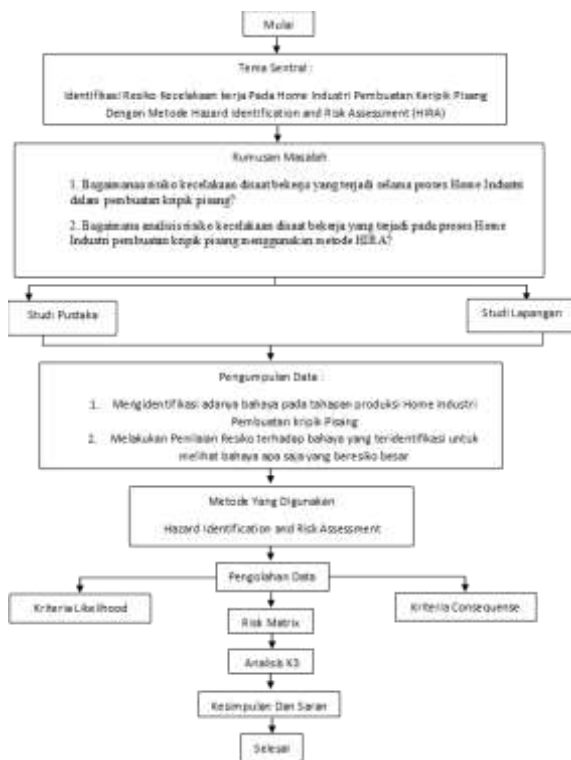 Mulai
Tema Sentral :
Identifikasi Resiko Kecelakaan kerja Pada Home Industri Pembuatan Keripik Pisang
Dengan Metode Hazard Identification and Risk Assessment (HIRA)
Rumusan Masalah
1. Bagaimanaa risiko kecelakaan disaat bekerja yang terjadi selama proses Home Industri
dalam pembuatan kripik pisang?
2. Bagaimana analisis risiko kecelakaan disaat bekerja yang terjadi pada proses Home
Industri pembuatan kripik pisang menggunakan metode HIRA?
Studi Pustaka
Studi Lapangan
Pengumpulan Data :
1. Mengidentifikasi adanya bahaya pada tahapan produksi Home Industri
Pembuatan kripik Pisang
2. Melakukan Penilaian Resiko terhadap bahaya yang teridentifikasi untuk
melihat bahaya apa saja yang beresiko besar
Metode Yang Digunakan
Hazard Identification and Risk Assessment
Pengolahan Data
Kriteria Likelihood
Kriteria Consequense
Risk Matrix
Analisis K3
Kesimpulan Dan Saran
Selesai